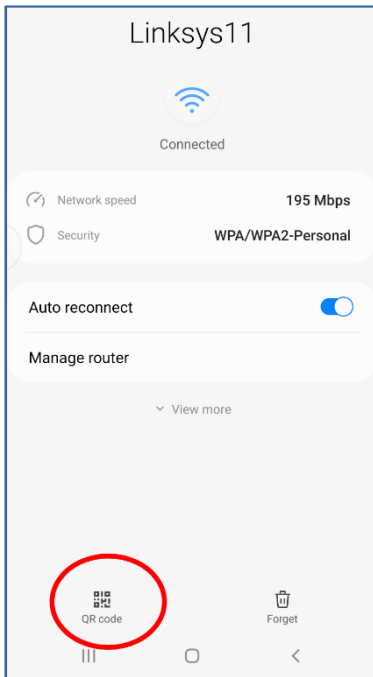 Linksys11
Connected
Network speed 195 Mbps
Security WPA/WPA2-Personal
Auto reconnect
Manage router
View more
QR code Forget